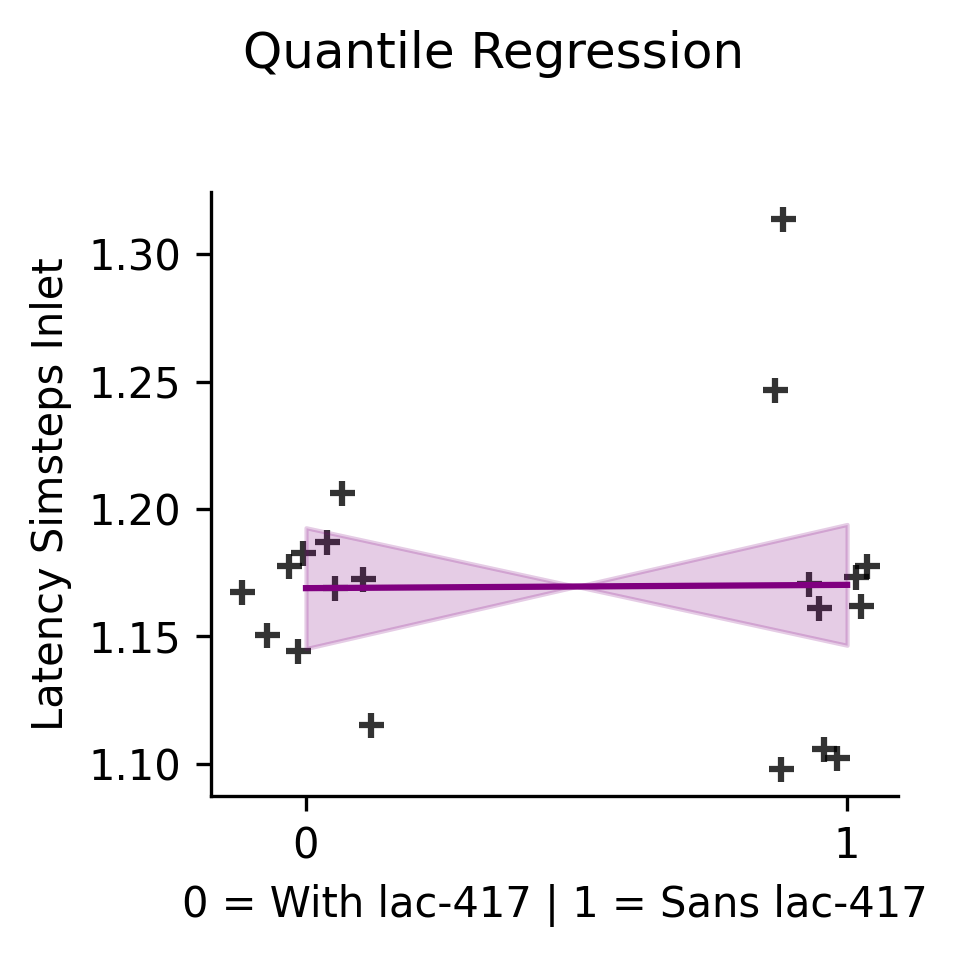 Quantile Regression
Latency Simsteps Inlet
1.30
1.25
1.20
1.15
1.10
0
1
0 = With lac-417 | 1 = Sans lac-417